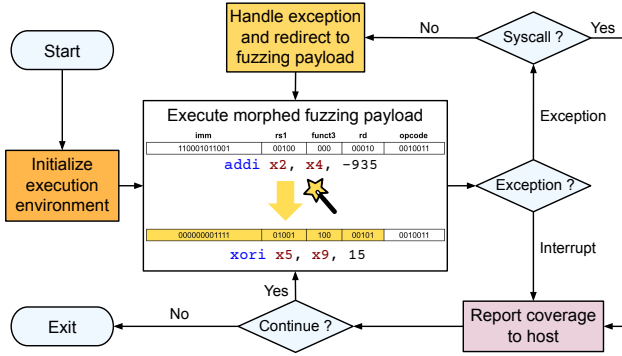 Start
Handle exception
and redirect to
fuzzing payload
No
Syscall ?
Yes
Execute morphed fuzzing payload
imm rs1 funct3 rd opcode
110001011001 00100 000 00010 0010011
addi x2, x4, -935
000000001111 01001 100 00101 0010011
xori x5, x9, 15
Initialize
execution
environment
Exception
Exception ?
Interrupt
Yes
Exit
No
Continue ?
Report coverage
to host